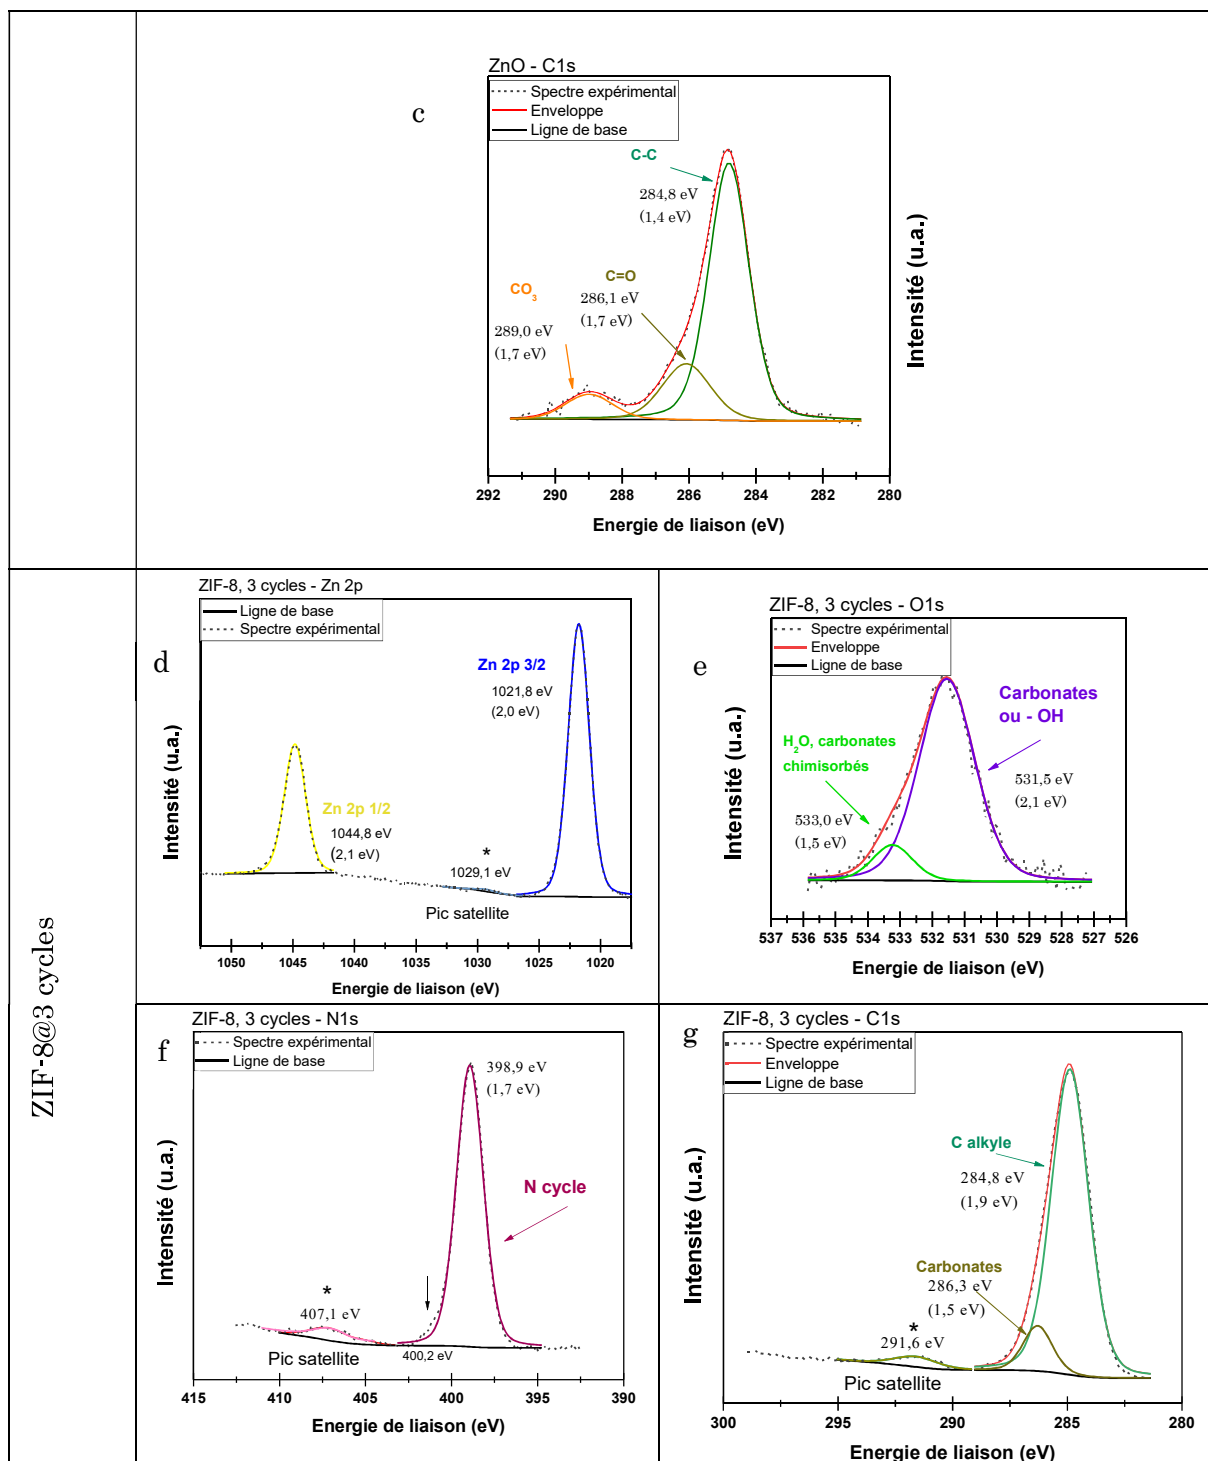 ZnO - C1s
c
Spectre expérimental
Enveloppe
Ligne de base
C-C
284,8 eV
(1,4 eV)
C=O
286,1 eV
(1,7 eV)
CO3
289,0 eV
(1,7 eV)
Intensité (u.a.)
292 290 288 286 284 282 280
Energie de liaison (eV)
ZIF-8@3 cycles
ZIF-8, 3 cycles - Zn 2p
d
Ligne de base
Spectre expérimental
Zn 2p 3/2
1021,8 eV
(2,0 eV)
Zn 2p 1/2
1044,8 eV
(2,1 eV)
*
1029,1 eV
Pic satellite
Intensité (u.a.)
1050 1045 1040 1035 1030 1025 1020
Energie de liaison (eV)
ZIF-8, 3 cycles - O1s
e
Spectre expérimental
Enveloppe
Ligne de base
Carbonates
ou - OH
531,5 eV
(2,1 eV)
H2O, carbonates
chimisorbés
533,0 eV
(1,5 eV)
Intensité (u.a.)
537 536 535 534 533 532 531 530 529 528 527 526
Energie de liaison (eV)
ZIF-8, 3 cycles - N1s
f
Spectre expérimental
Ligne de base
398,9 eV
(1,7 eV)
N cycle
*
407,1 eV
Pic satellite
400,2 eV
Intensité (u.a.)
415 410 405 400 395 390
Energie de liaison (eV)
ZIF-8, 3 cycles - C1s
g
Spectre expérimental
Enveloppe
Ligne de base
C alkyle
284,8 eV
(1,9 eV)
Carbonates
286,3 eV
(1,5 eV)
*
291,6 eV
Pic satellite
Intensité (u.a.)
300 295 290 285 280
Energie de liaison (eV)